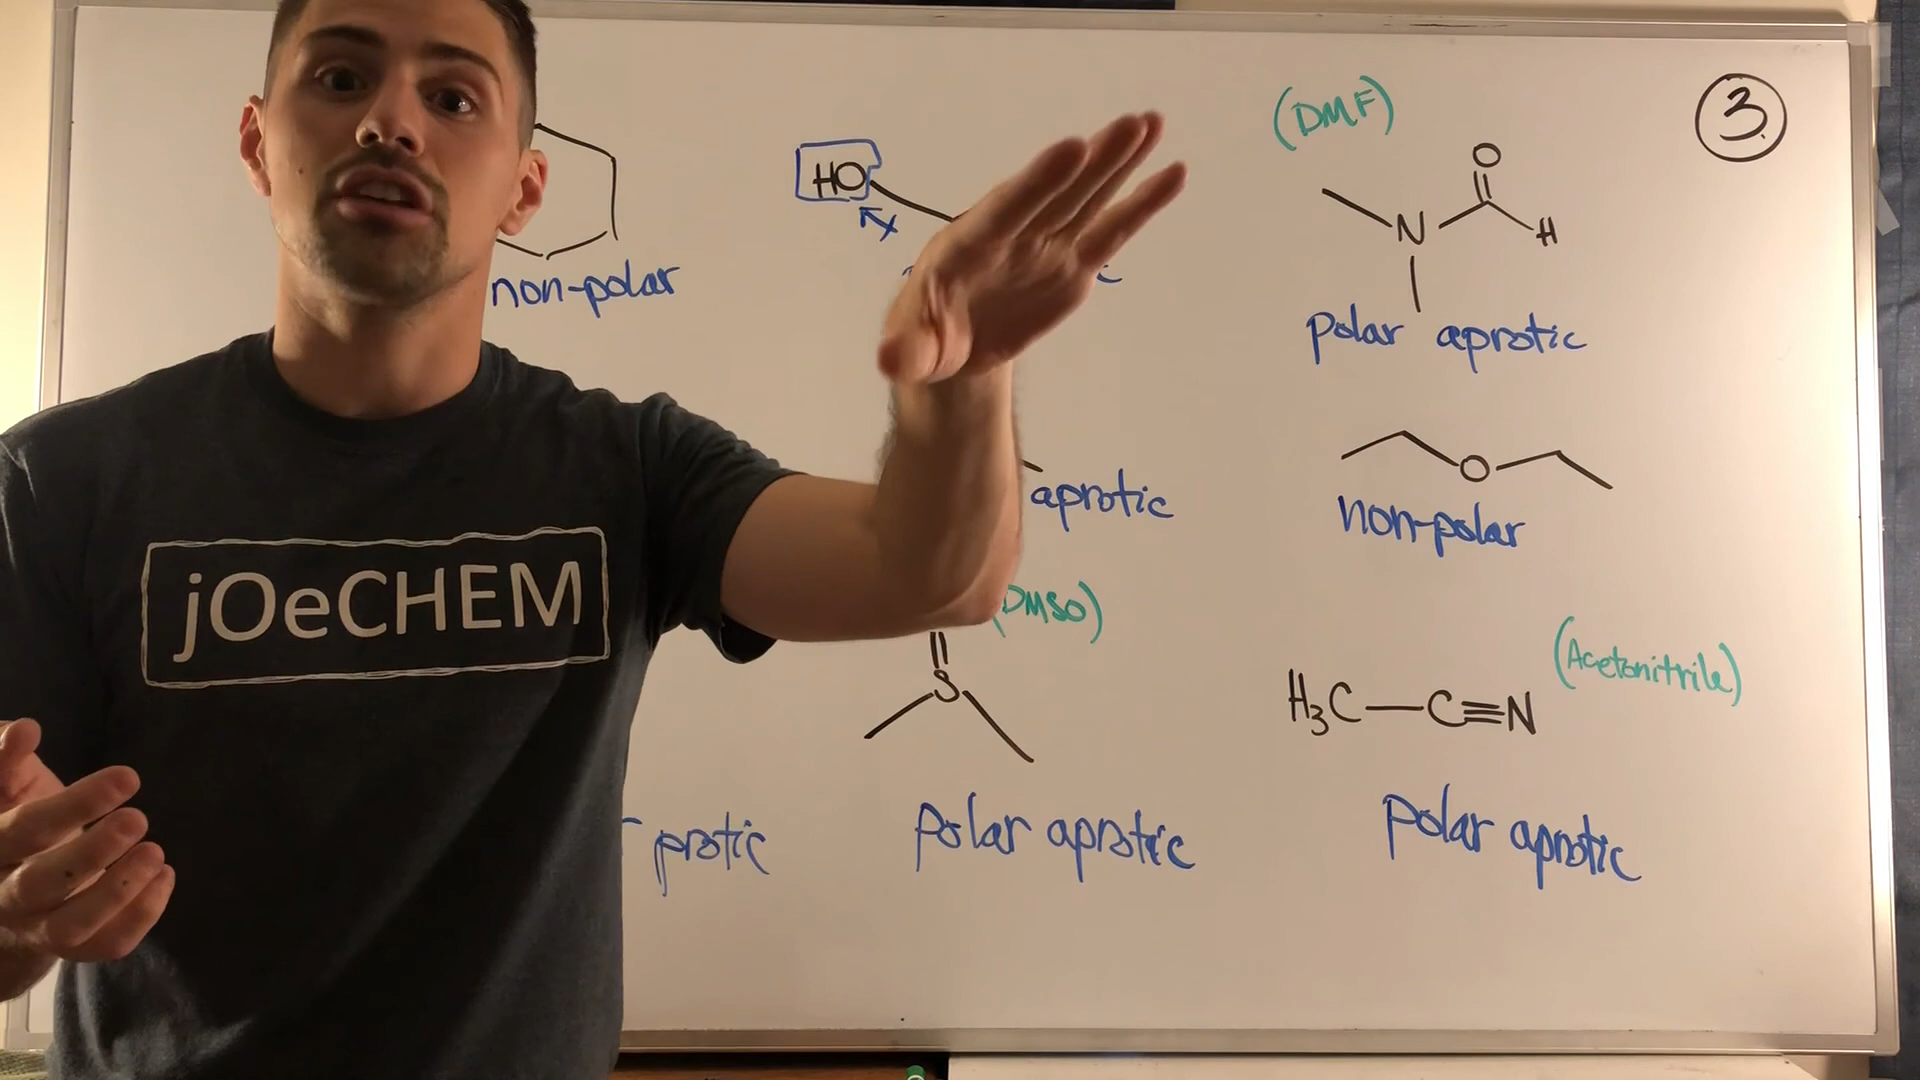 (DMF)
3
O
HO
N
H
non-polar
polar aprotic
O
aprotic
non-polar
jOeCHEM
DMSO)
(Acetonitrile)
S
H₃C—C≡N
protic
polar aprotic
polar aprotic